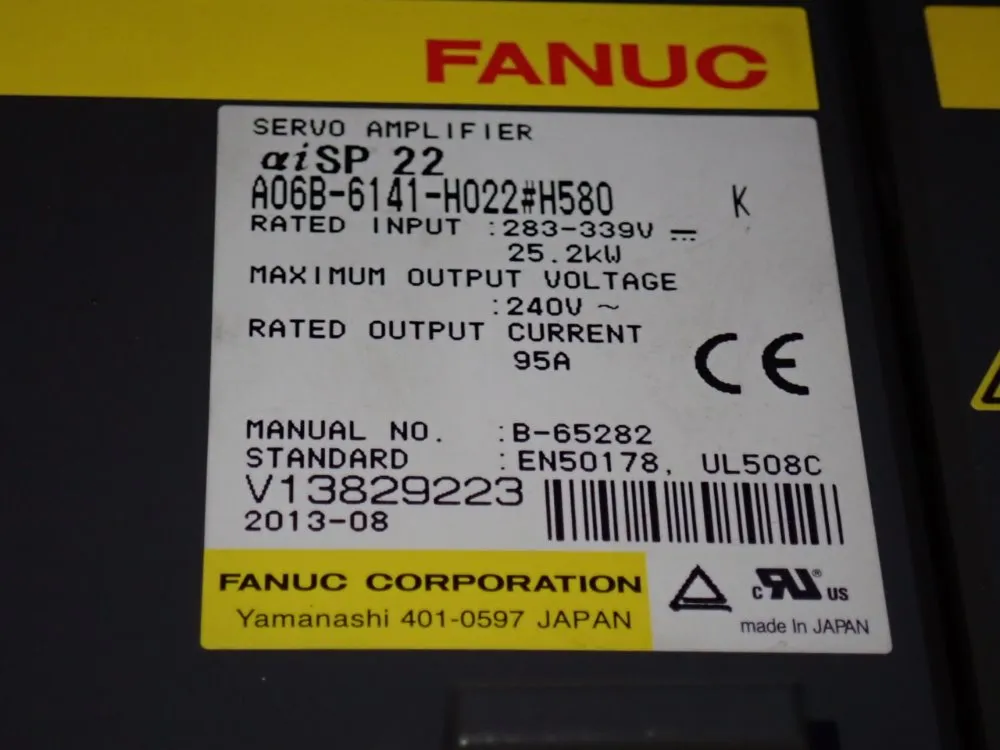 FANUC
SERVO AMPLIFIER
αiSP 22
A06B-6141-H022#H580 K
RATED INPUT :283-339V ⎓
25.2kW
MAXIMUM OUTPUT VOLTAGE
:240V ~
RATED OUTPUT CURRENT
95A
CE
MANUAL NO. :B-65282
STANDARD :EN50178, UL508C
V13829223
2013-08
FANUC CORPORATION
Yamanashi 401-0597 JAPAN
c RU ® US
made in JAPAN